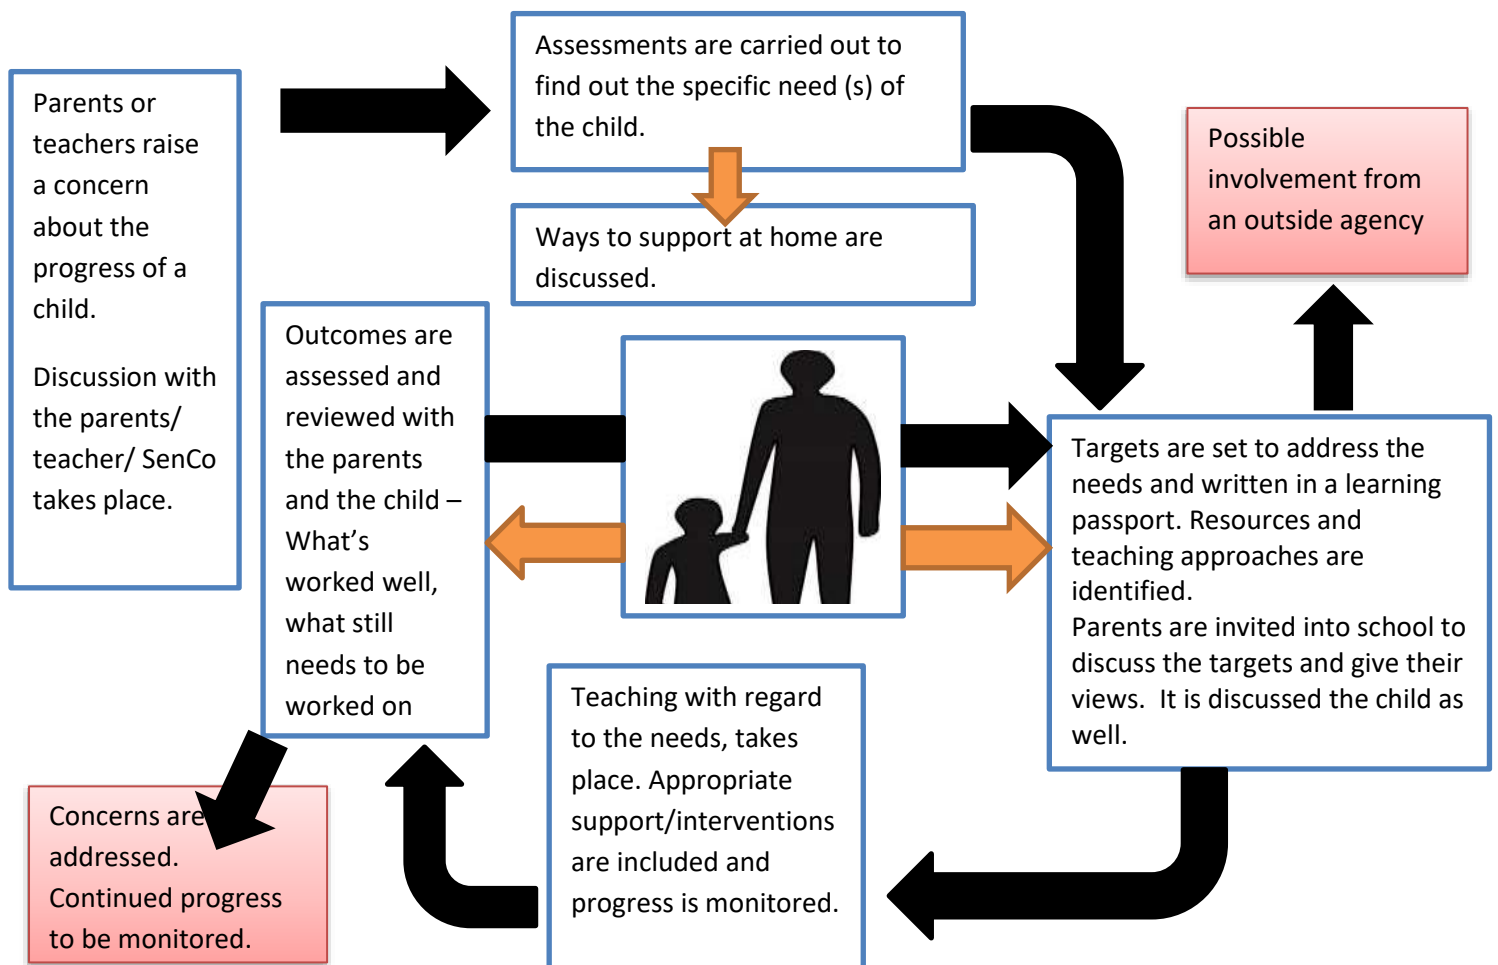 Parents or
teachers raise
a concern
about the
progress of a
child.
Discussion with
the parents/
teacher/ SenCo
takes place.
Assessments are carried out to
find out the specific need (s) of
the child.
Ways to support at home are
discussed.
Possible
involvement from
an outside agency
Outcomes are
assessed and
reviewed with
the parents
and the child –
What’s
worked well,
what still
needs to be
worked on
Targets are set to address the
needs and written in a learning
passport. Resources and
teaching approaches are
identified.
Parents are invited into school to
discuss the targets and give their
views.  It is discussed the child as
well.
Teaching with regard
to the needs, takes
place. Appropriate
support/interventions
are included and
progress is monitored.
Concerns are
addressed.
Continued progress
to be monitored.